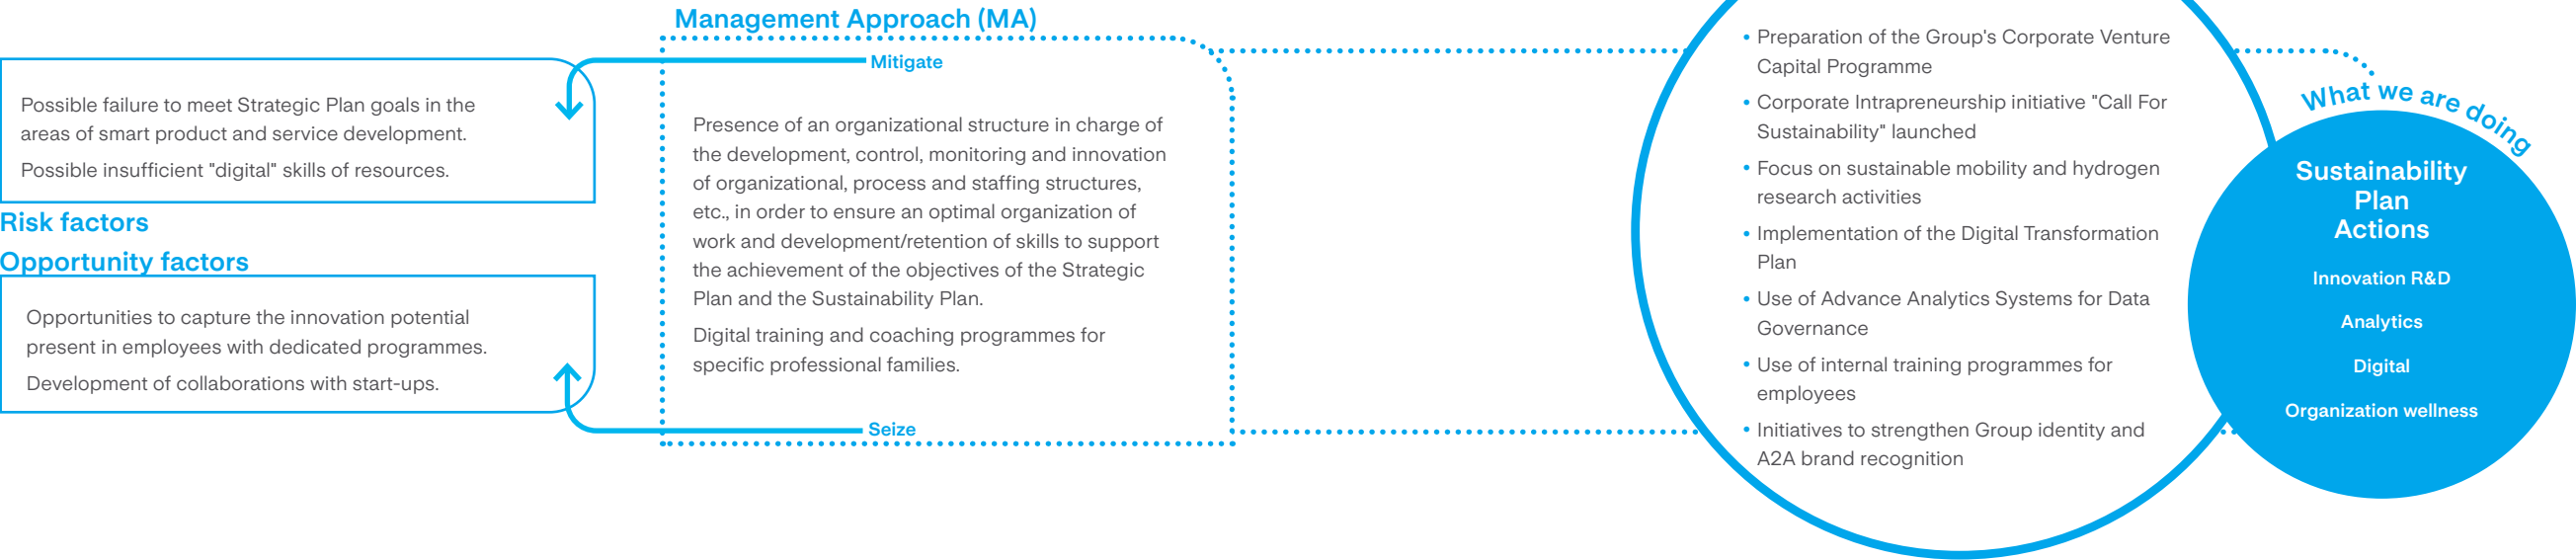 Management Approach (MA)
Mitigate
Possible failure to meet Strategic Plan goals in the
areas of smart product and service development.
Possible insufficient "digital" skills of resources.
Risk factors
Opportunity factors
Opportunities to capture the innovation potential
present in employees with dedicated programmes.
Development of collaborations with start-ups.
Presence of an organizational structure in charge of
the development, control, monitoring and innovation
of organizational, process and staffing structures,
etc., in order to ensure an optimal organization of
work and development/retention of skills to support
the achievement of the objectives of the Strategic
Plan and the Sustainability Plan.
Digital training and coaching programmes for
specific professional families.
Seize
• Preparation of the Group's Corporate Venture
Capital Programme
• Corporate Intrapreneurship initiative "Call For
Sustainability" launched
• Focus on sustainable mobility and hydrogen
research activities
• Implementation of the Digital Transformation
Plan
• Use of Advance Analytics Systems for Data
Governance
• Use of internal training programmes for
employees
• Initiatives to strengthen Group identity and
A2A brand recognition
What we are doing
Sustainability
Plan
Actions
Innovation R&D
Analytics
Digital
Organization wellness